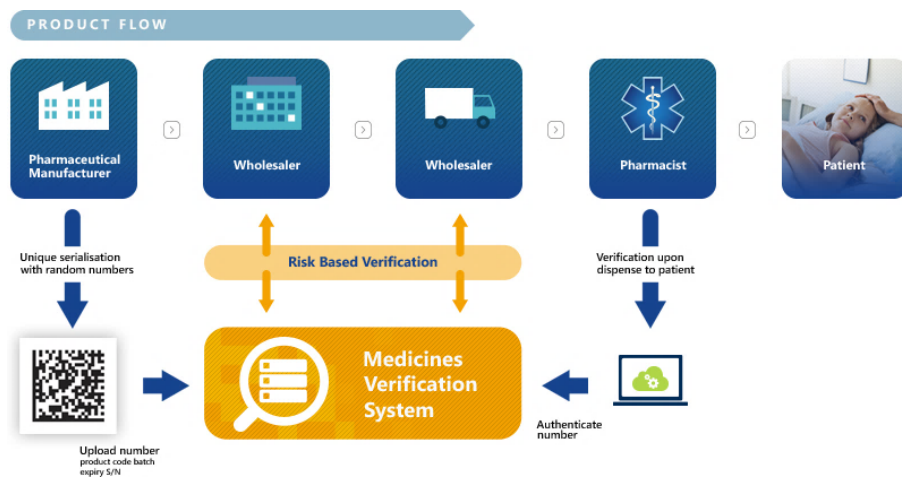 PRODUCT FLOW
Pharmaceutical
Manufacturer
Wholesaler
Wholesaler
Pharmacist
Patient
Unique serialisation
with random numbers
Risk Based Verification
Verification upon
dispense to patient
Medicines
Verification
System
Upload number
product code batch
expiry S/N
Authenticate
number